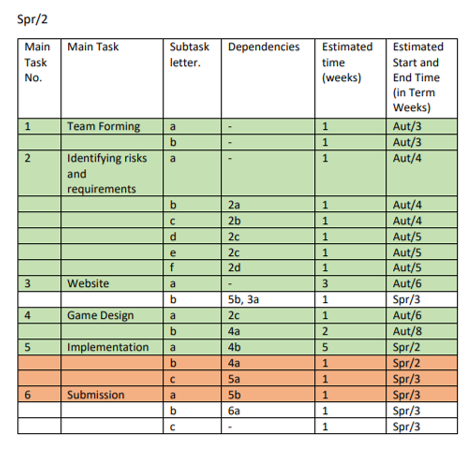 Spr/2
Main Task No. Main Task Subtask letter. Dependencies Estimated time (weeks) Estimated Start and End Time (in Term Weeks)
1 Team Forming a - 1 Aut/3
b - 1 Aut/3
2 Identifying risks and requirements a - 1 Aut/4
b 2a 1 Aut/4
c 2b 1 Aut/4
d 2c 1 Aut/5
e 2c 1 Aut/5
f 2d 1 Aut/5
3 Website a - 3 Aut/6
b 5b, 3a 1 Spr/3
4 Game Design a 2c 1 Aut/6
b 4a 2 Aut/8
5 Implementation a 4b 5 Spr/2
b 4a 1 Spr/2
c 5a 1 Spr/3
6 Submission a 5b 1 Spr/3
b 6a 1 Spr/3
c - 1 Spr/3